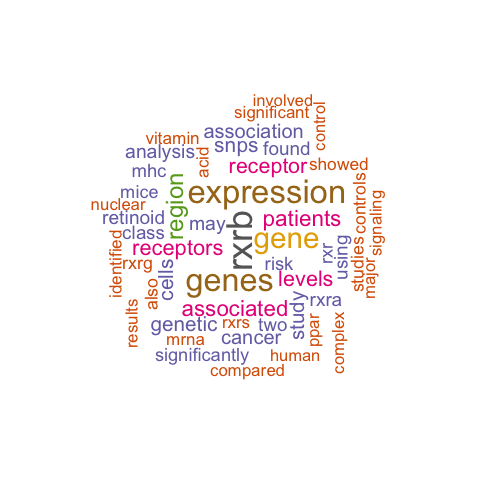 involved
significant
control
association
vitamin
snps
found
analysis
acid
receptor
showed
mhc
mice
expression
controls
nuclear
region
retinoid
may
rxrb
patients
signaling
class
gene
receptors
using
studies
identified
rxrg
cells
risk
rxr
major
also
genes
levels
associated
rxra
results
genetic
rxrs
two
study
ppar
complex
mrna
cancer
significantly
human
compared